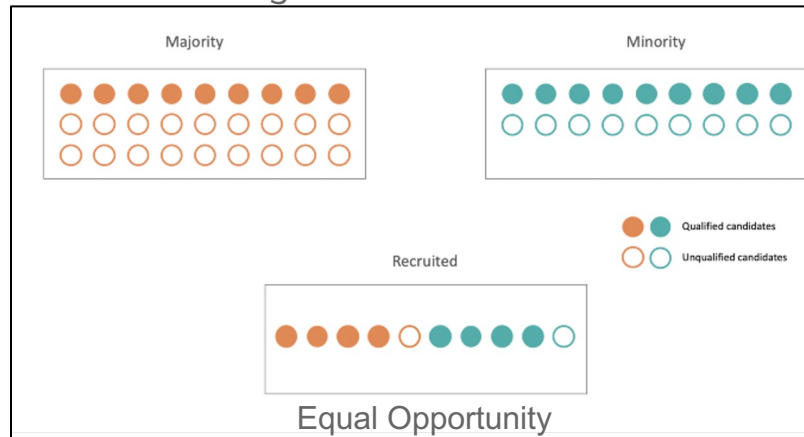 Majority
Minority
Qualified candidates
Unqualified candidates
Recruited
Equal Opportunity